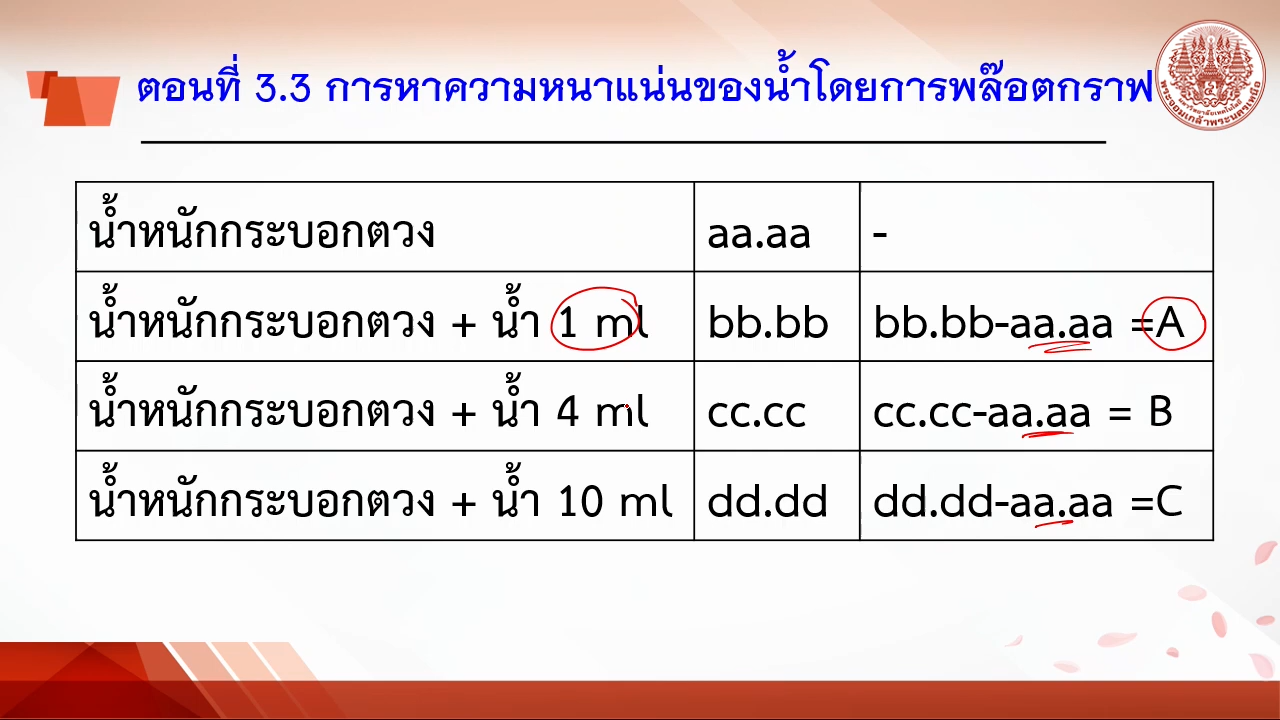 ตอนที่ 3.3 การหาความหนาแน่นของน้ำโดยการพล๊อตกราฟ
น้ำหนักกระบอกตวง aa.aa -
น้ำหนักกระบอกตวง + น้ำ 1 ml bb.bb bb.bb-aa.aa =A
น้ำหนักกระบอกตวง + น้ำ 4 ml cc.cc cc.cc-aa.aa = B
น้ำหนักกระบอกตวง + น้ำ 10 ml dd.dd dd.dd-aa.aa =C